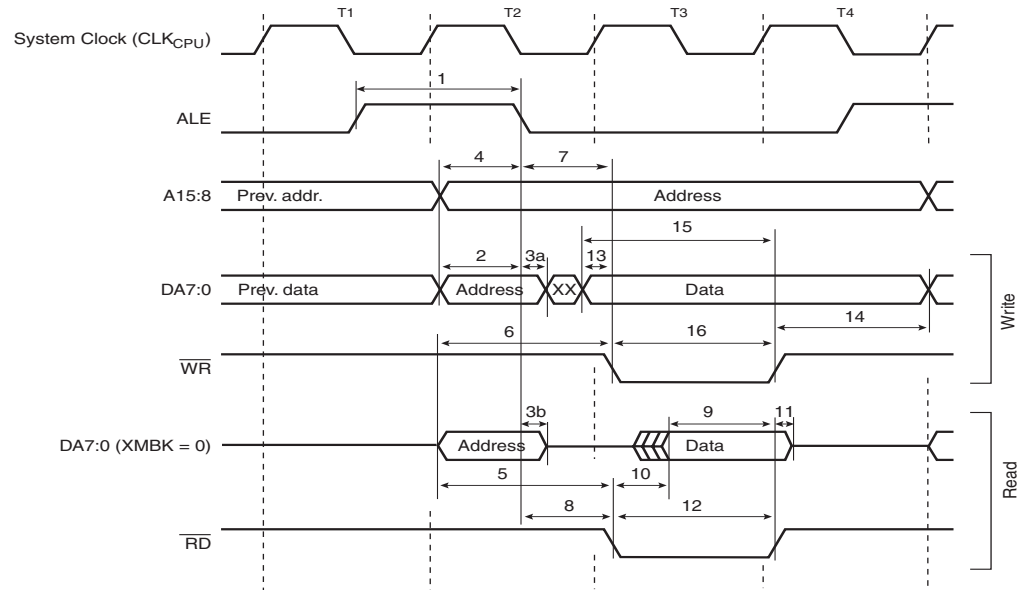 T1 T2 T3 T4
System Clock (CLKCPU)
1
ALE
4 7
A15:8 Prev. addr. Address
15
2 3a 13
DA7:0 Prev. data Address XX Data
14
6 16
WR
Write
3b 9 11
DA7:0 (XMBK = 0) Address Data
5 10
Read
8 12
RD